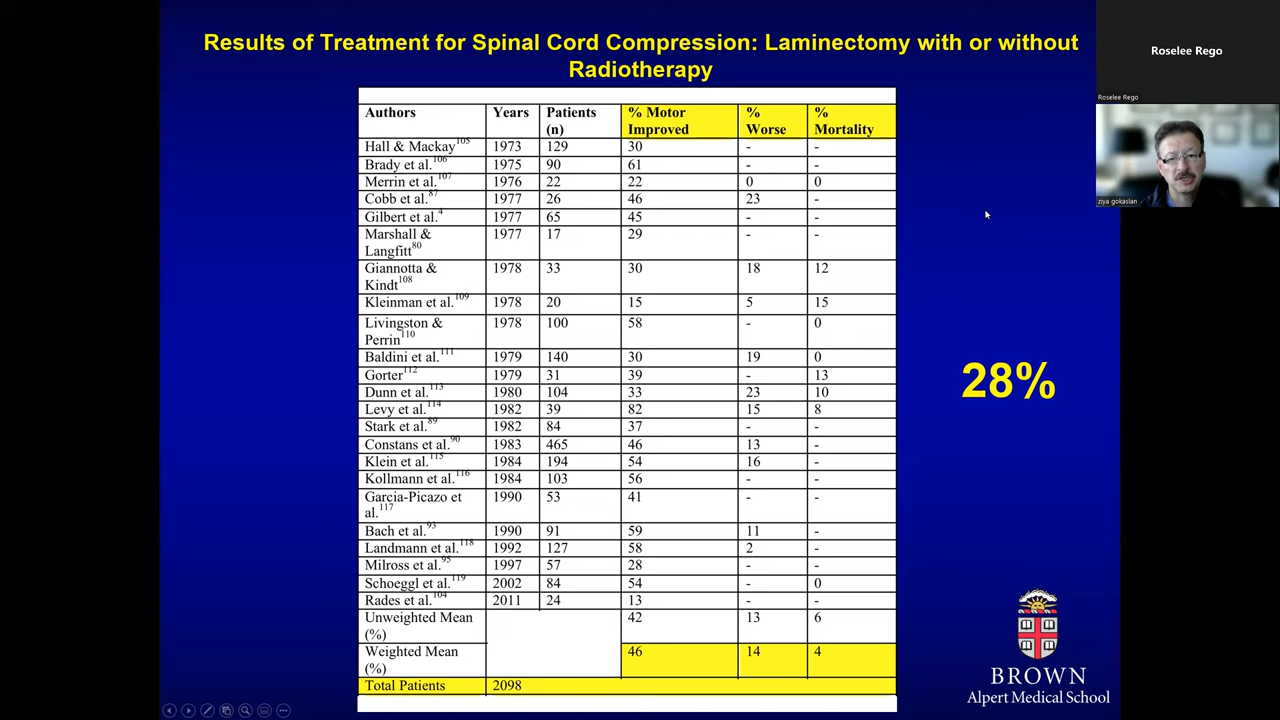 Results of Treatment for Spinal Cord Compression: Laminectomy with or without
Radiotherapy
Roselee Rego
Roselee Rego
ziya gokaslan
Authors Years Patients (n) % Motor Improved % Worse % Mortality
Hall & Mackay105 1973 129 30 - -
Brady et al.106 1975 90 61 - -
Merrin et al.107 1976 22 22 0 0
Cobb et al.87 1977 26 46 23 -
Gilbert et al.4 1977 65 45 - -
Marshall & Langfitt80 1977 17 29 - -
Giannotta & Kindt108 1978 33 30 18 12
Kleinman et al.109 1978 20 15 5 15
Livingston & Perrin110 1978 100 58 - 0
Baldini et al.111 1979 140 30 19 0
Gorter112 1979 31 39 - 13
Dunn et al.113 1980 104 33 23 10
Levy et al.114 1982 39 82 15 8
Stark et al.89 1982 84 37 - -
Constans et al.90 1983 465 46 13 -
Klein et al.115 1984 194 54 16 -
Kollmann et al.116 1984 103 56 - -
Garcia-Picazo et al.117 1990 53 41 - -
Bach et al.93 1990 91 59 11 -
Landmann et al.118 1992 127 58 2 -
Milross et al.95 1997 57 28 - -
Schoeggl et al.119 2002 84 54 - 0
Rades et al.104 2011 24 13 - -
Unweighted Mean (%) 42 13 6
Weighted Mean (%) 46 14 4
Total Patients 2098
28%
BROWN
Alpert Medical School